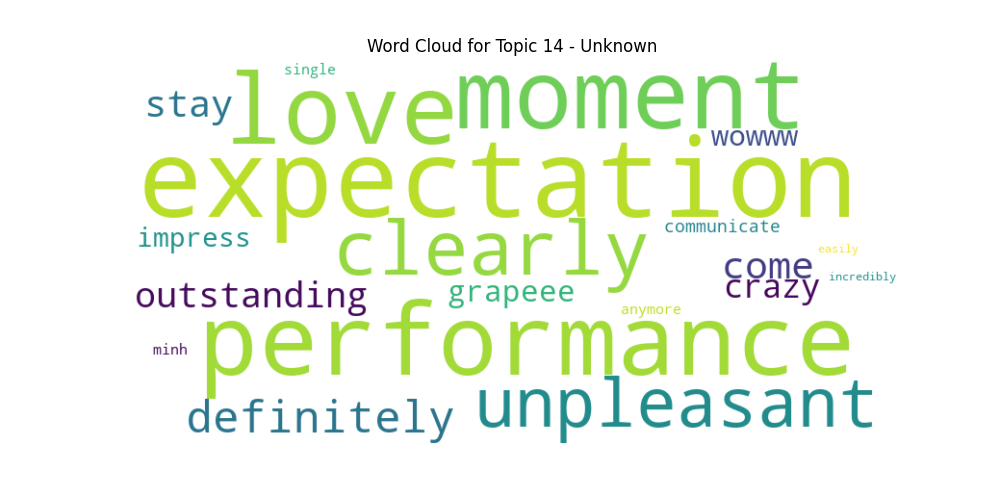 Word Cloud for Topic 14 - Unknown
single
love moment
stay
wowww
expectation
clearly
communicate
impress
easily
come
incredibly
crazy
outstanding
grapeee
anymore
performance
minh
unpleasant
definitely